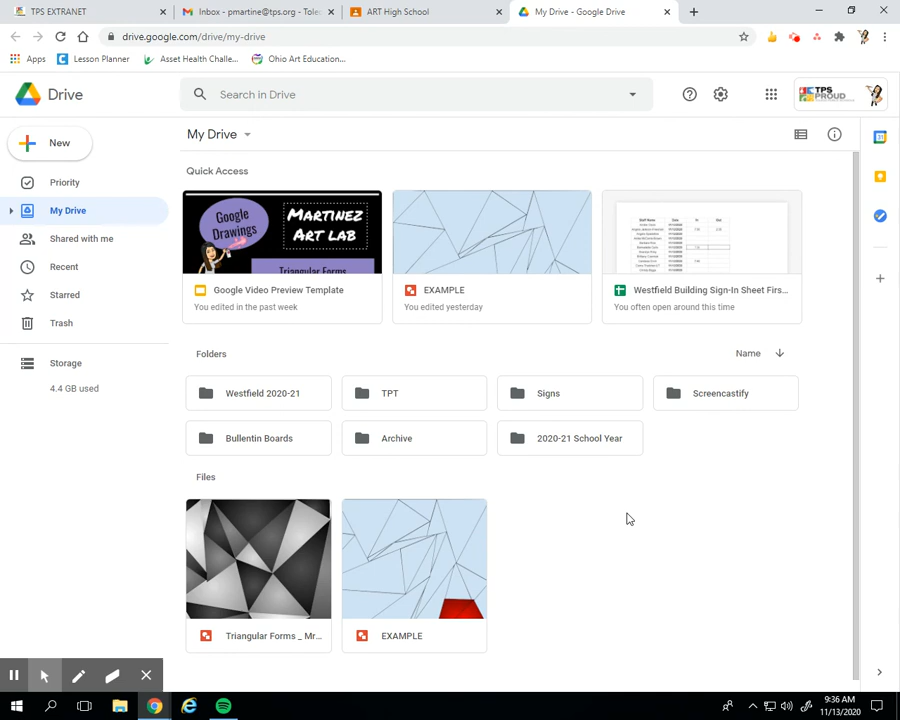 TPS EXTRANET
Inbox - pmartine@tps.org - Tole
ART High School
My Drive - Google Drive
drive.google.com/drive/my-drive
Apps
Lesson Planner
Asset Health Challe...
Ohio Art Education...
Drive
Search in Drive
TPS PROUD
New
My Drive
Priority
My Drive
Shared with me
Recent
Starred
Trash
Storage
4.4 GB used
Quick Access
Google Drawings
MARTINEZ ART LAB
Triangular Forms
Google Video Preview Template
You edited in the past week
EXAMPLE
You edited yesterday
Westfield Building Sign-In Sheet Firs...
You often open around this time
Folders
Name
Westfield 2020-21
TPT
Signs
Screencastify
Bullentin Boards
Archive
2020-21 School Year
Files
Triangular Forms _ Mr...
EXAMPLE
9:36 AM
11/13/2020